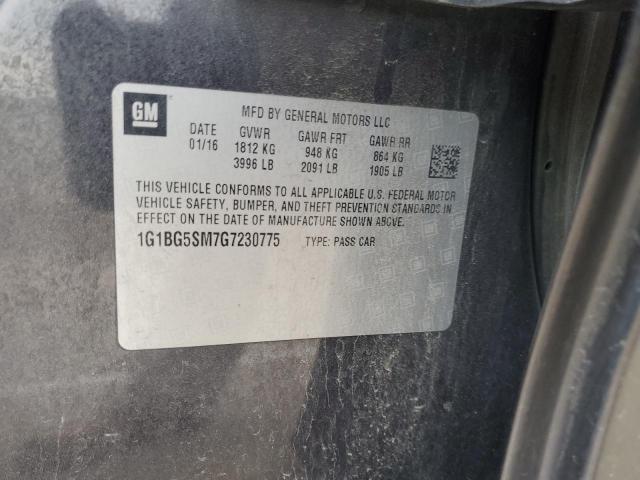 GM
MFD BY GENERAL MOTORS LLC
DATE GVWR GAWR FRT GAWR RR
01/16 1812 KG 948 KG 864 KG
3996 LB 2091 LB 1905 LB
THIS VEHICLE CONFORMS TO ALL APPLICABLE U.S. FEDERAL MOTOR
VEHICLE SAFETY, BUMPER, AND THEFT PREVENTION STANDARDS IN
EFFECT ON THE DATE OF MANUFACTURE SHOWN ABOVE.
1G1BG5SM7G7230775 TYPE: PASS CAR